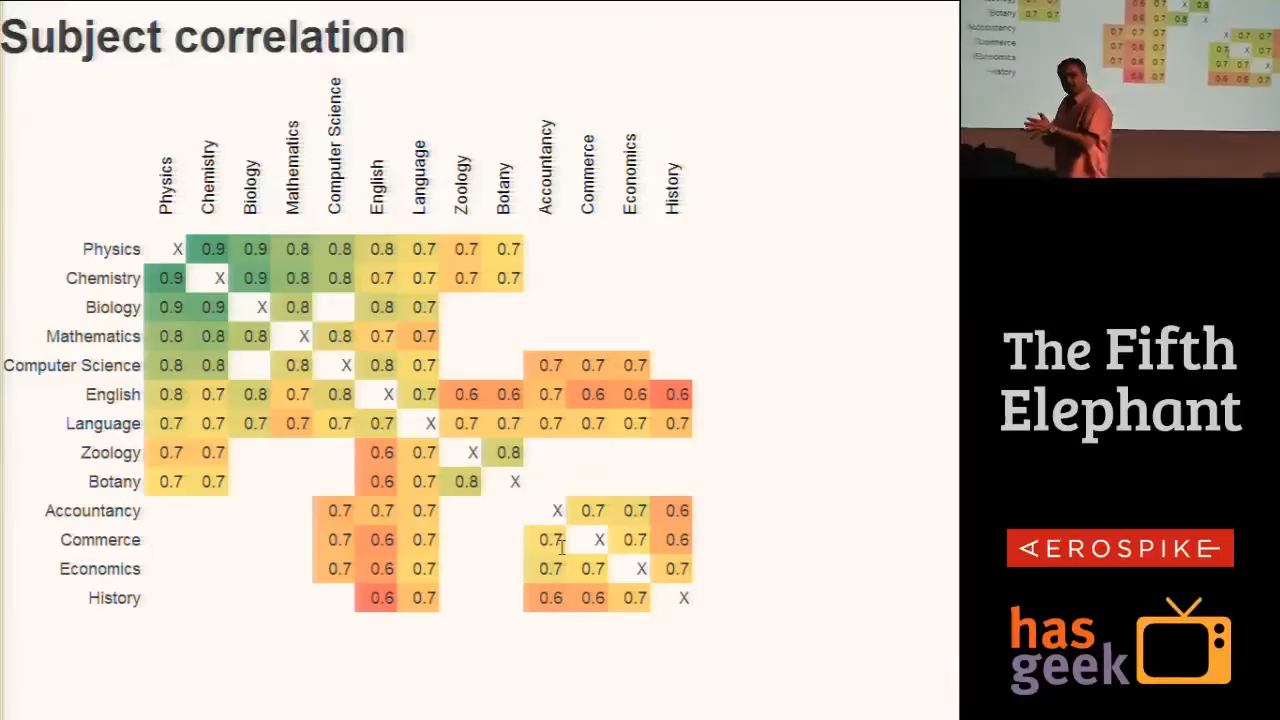 Subject correlation
Physics Chemistry Biology Mathematics Computer Science English Language Zoology Botany Accountancy Commerce Economics History
Physics X 0.9 0.9 0.8 0.8 0.8 0.7 0.7 0.7
Chemistry 0.9 X 0.9 0.8 0.8 0.7 0.7 0.7 0.7
Biology 0.9 0.9 X 0.8 0.8 0.7
Mathematics 0.8 0.8 0.8 X 0.8 0.7 0.7
Computer Science 0.8 0.8 0.8 X 0.8 0.7 0.7 0.7 0.7
English 0.8 0.7 0.8 0.7 0.8 X 0.7 0.6 0.6 0.7 0.6 0.6 0.6
Language 0.7 0.7 0.7 0.7 0.7 0.7 X 0.7 0.7 0.7 0.7 0.7 0.7
Zoology 0.7 0.7 0.6 0.7 X 0.8
Botany 0.7 0.7 0.6 0.7 0.8 X
Accountancy 0.7 0.7 0.7 X 0.7 0.7 0.6
Commerce 0.7 0.6 0.7 0.7 X 0.7 0.6
Economics 0.7 0.6 0.7 0.7 0.7 X 0.7
History 0.6 0.7 0.6 0.6 0.7 X
The Fifth
Elephant
AEROSPIKE
has
geek